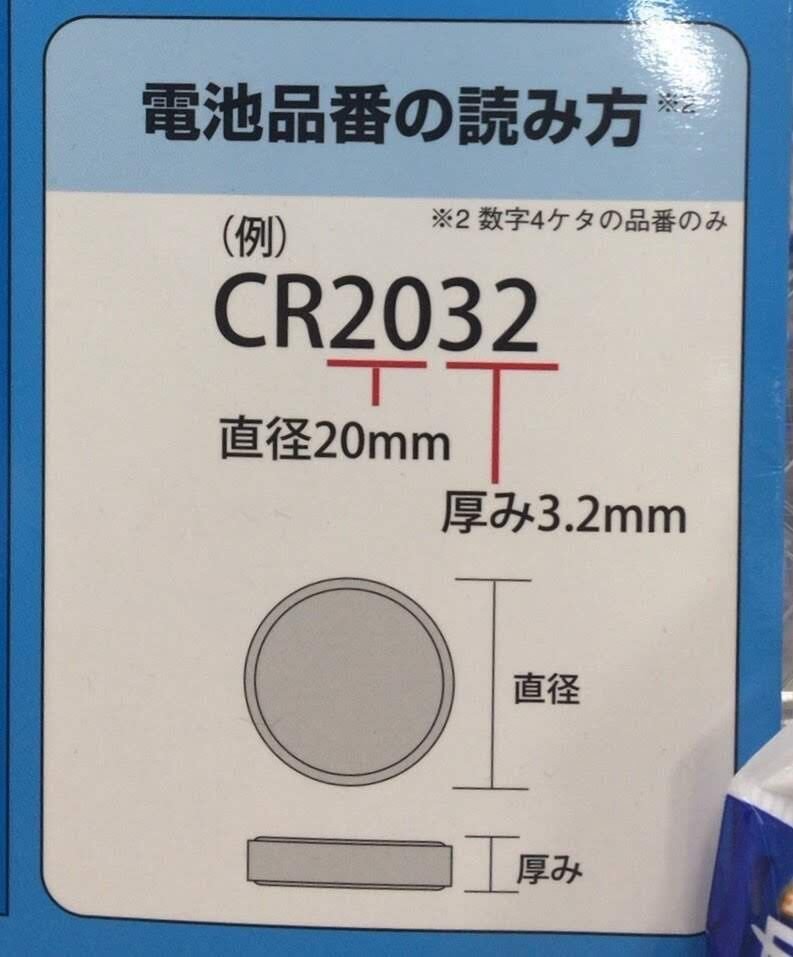 電池品番の読み方※2
※2 数字4ケタの品番のみ
(例)
CR2032
直径20mm
厚み3.2mm
直径
厚み